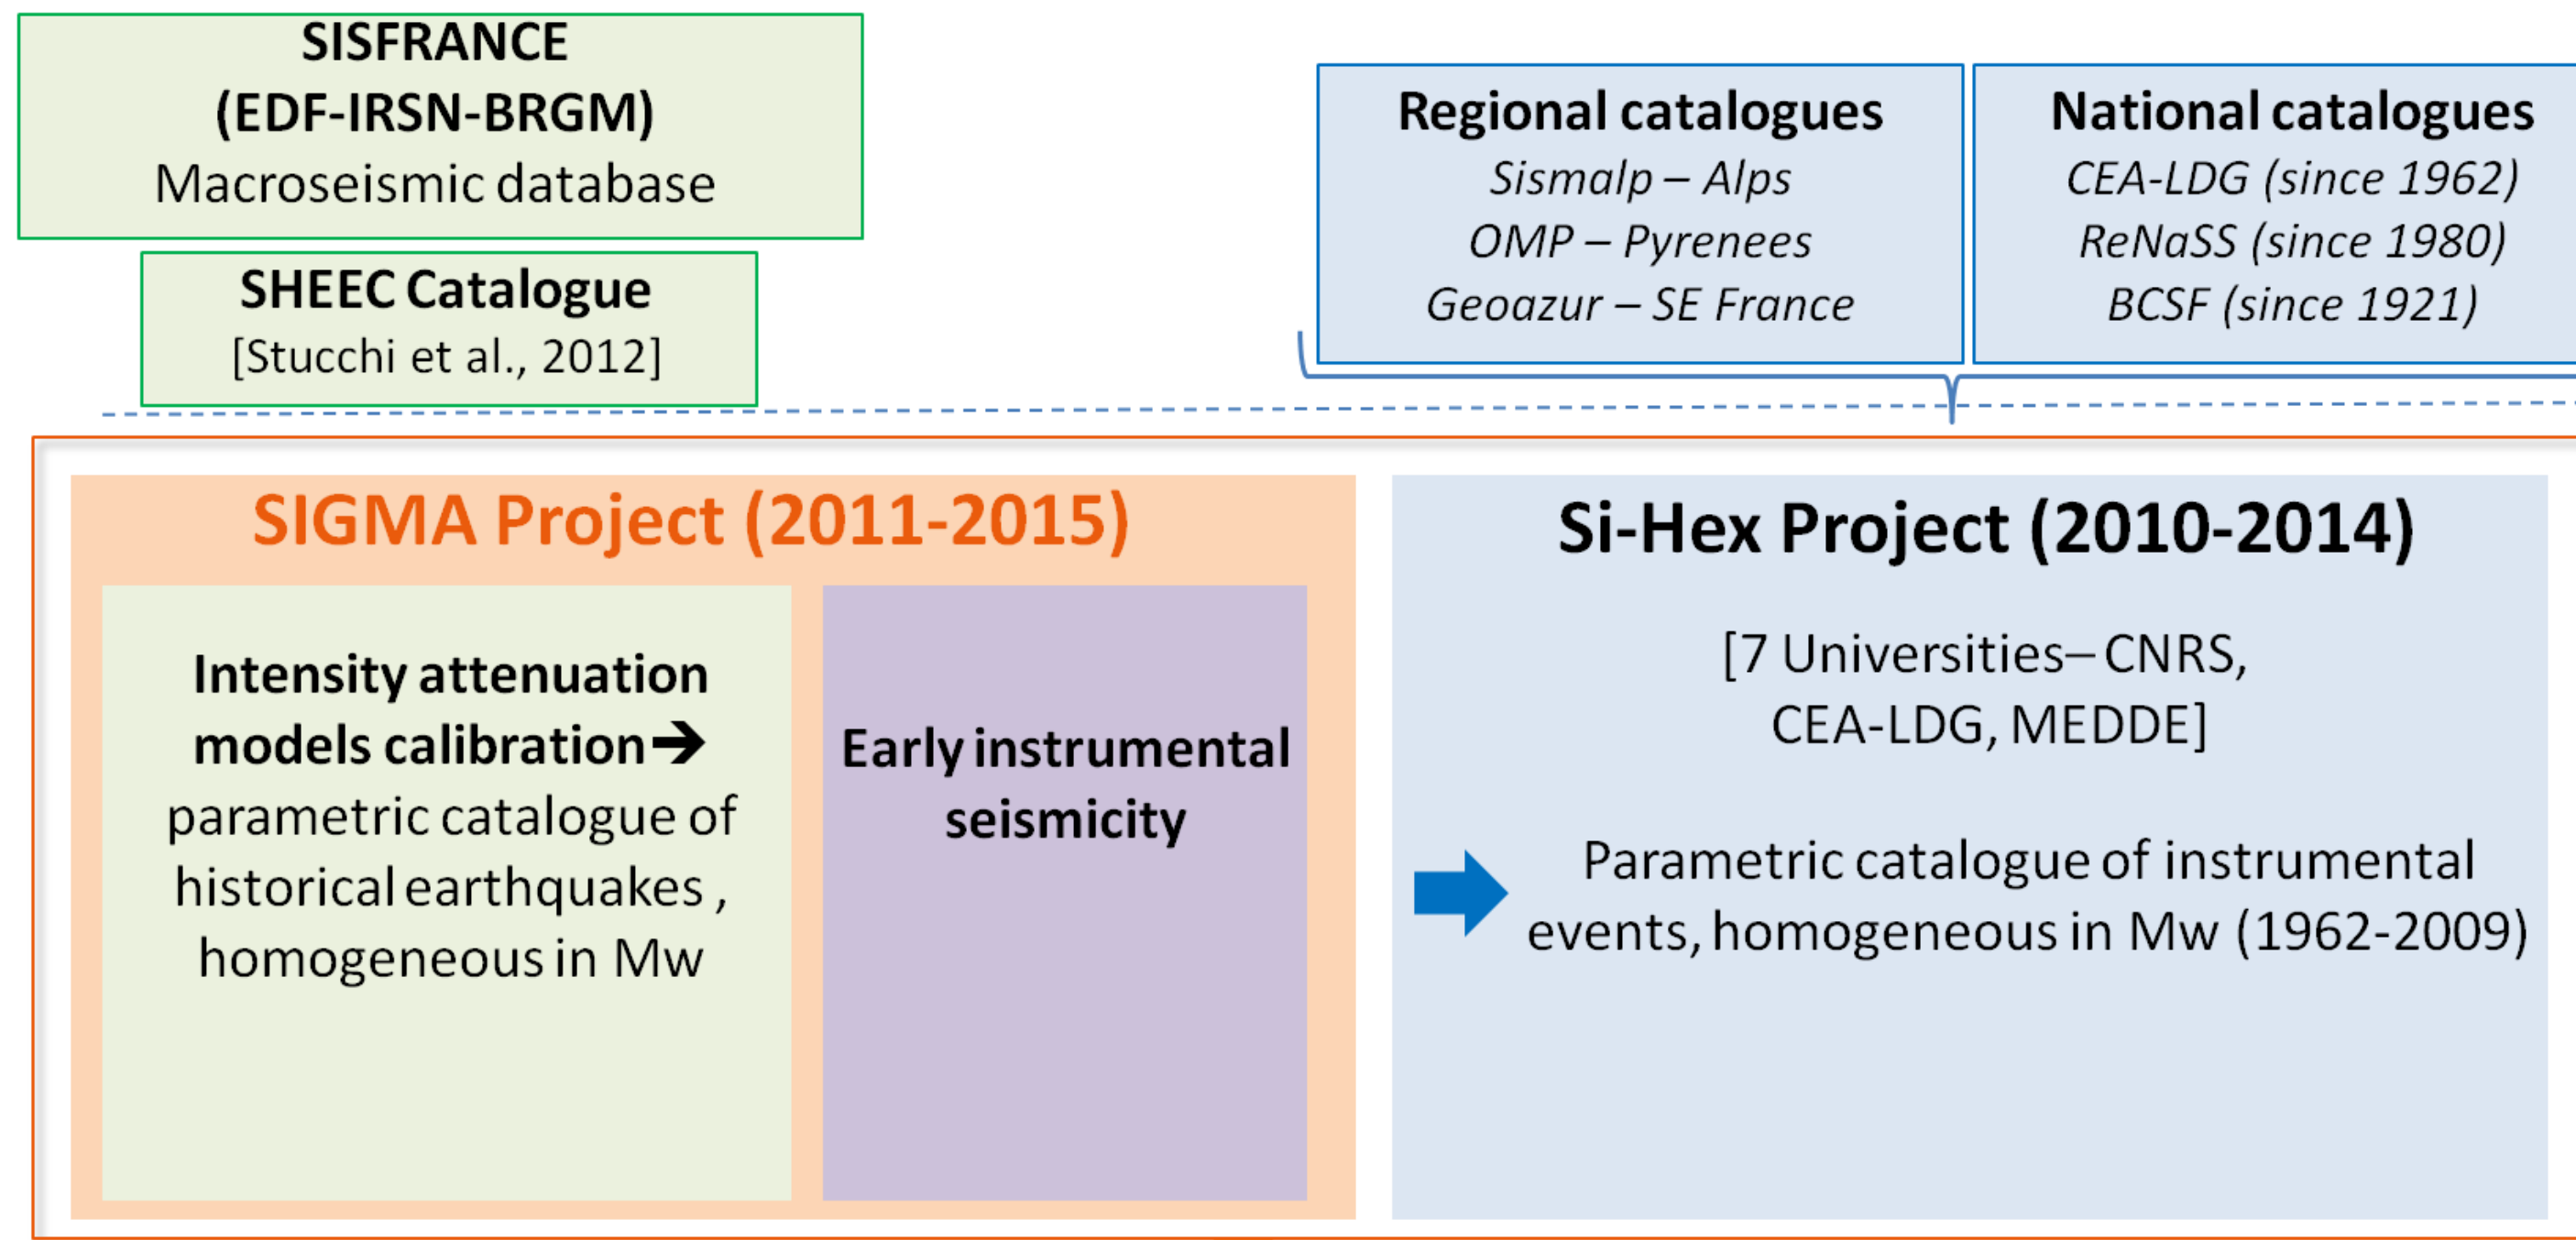 SISFRANCE
(EDF-IRSN-BRGM)
Macroseismic database
SHEEC Catalogue
[Stucchi et al., 2012]
Regional catalogues
Sismalp – Alps
OMP – Pyrenees
Geoazur – SE France
National catalogues
CEA-LDG (since 1962)
ReNaSS (since 1980)
BCSF (since 1921)
SIGMA Project (2011-2015)
Intensity attenuation
models calibration➔
parametric catalogue of
historical earthquakes ,
homogeneous in Mw
Early instrumental
seismicity
Si-Hex Project (2010-2014)
[7 Universities– CNRS,
CEA-LDG, MEDDE]
Parametric catalogue of instrumental
events, homogeneous in Mw (1962-2009)